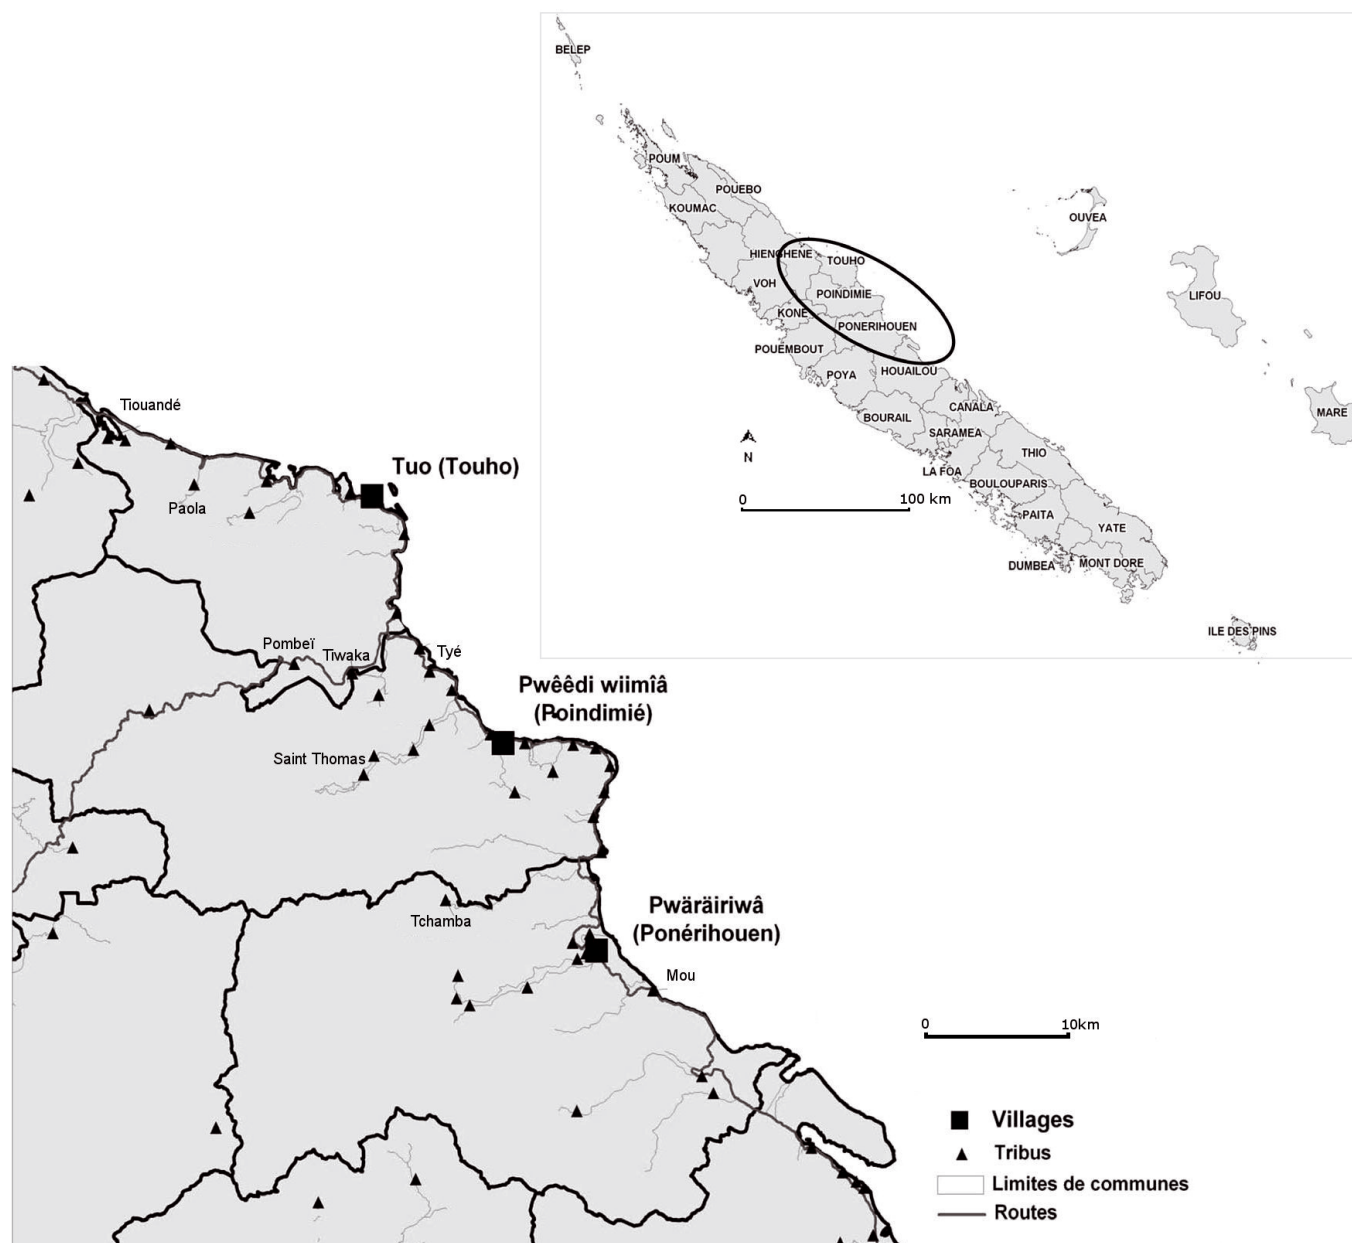 BELEP
POUM
POUEBO
KOUMAC
OUVEA
HIENGHENE
TOUHO
VOH
POINDIMIE
LIFOU
KONE
PONERIHOUEN
POUEMBOUT
POYA
HOUAILOU
CANALA
MARE
BOURAIL
SARAMEA
N
THIO
LA FOA
BOULOUPARIS
0
100 km
PAITA
YATE
DUMBEA
MONT DORE
ILE DES PINS
Tiouandé
Tuo (Touho)
Paola
Pombeï
Tiwaka
Tyé
Pwêêdi wiimîâ
(Poindimié)
Saint Thomas
Pwäräiriwâ
(Ponérihouen)
Tchamba
Mou
0
10km
Villages
Tribus
Limites de communes
Routes